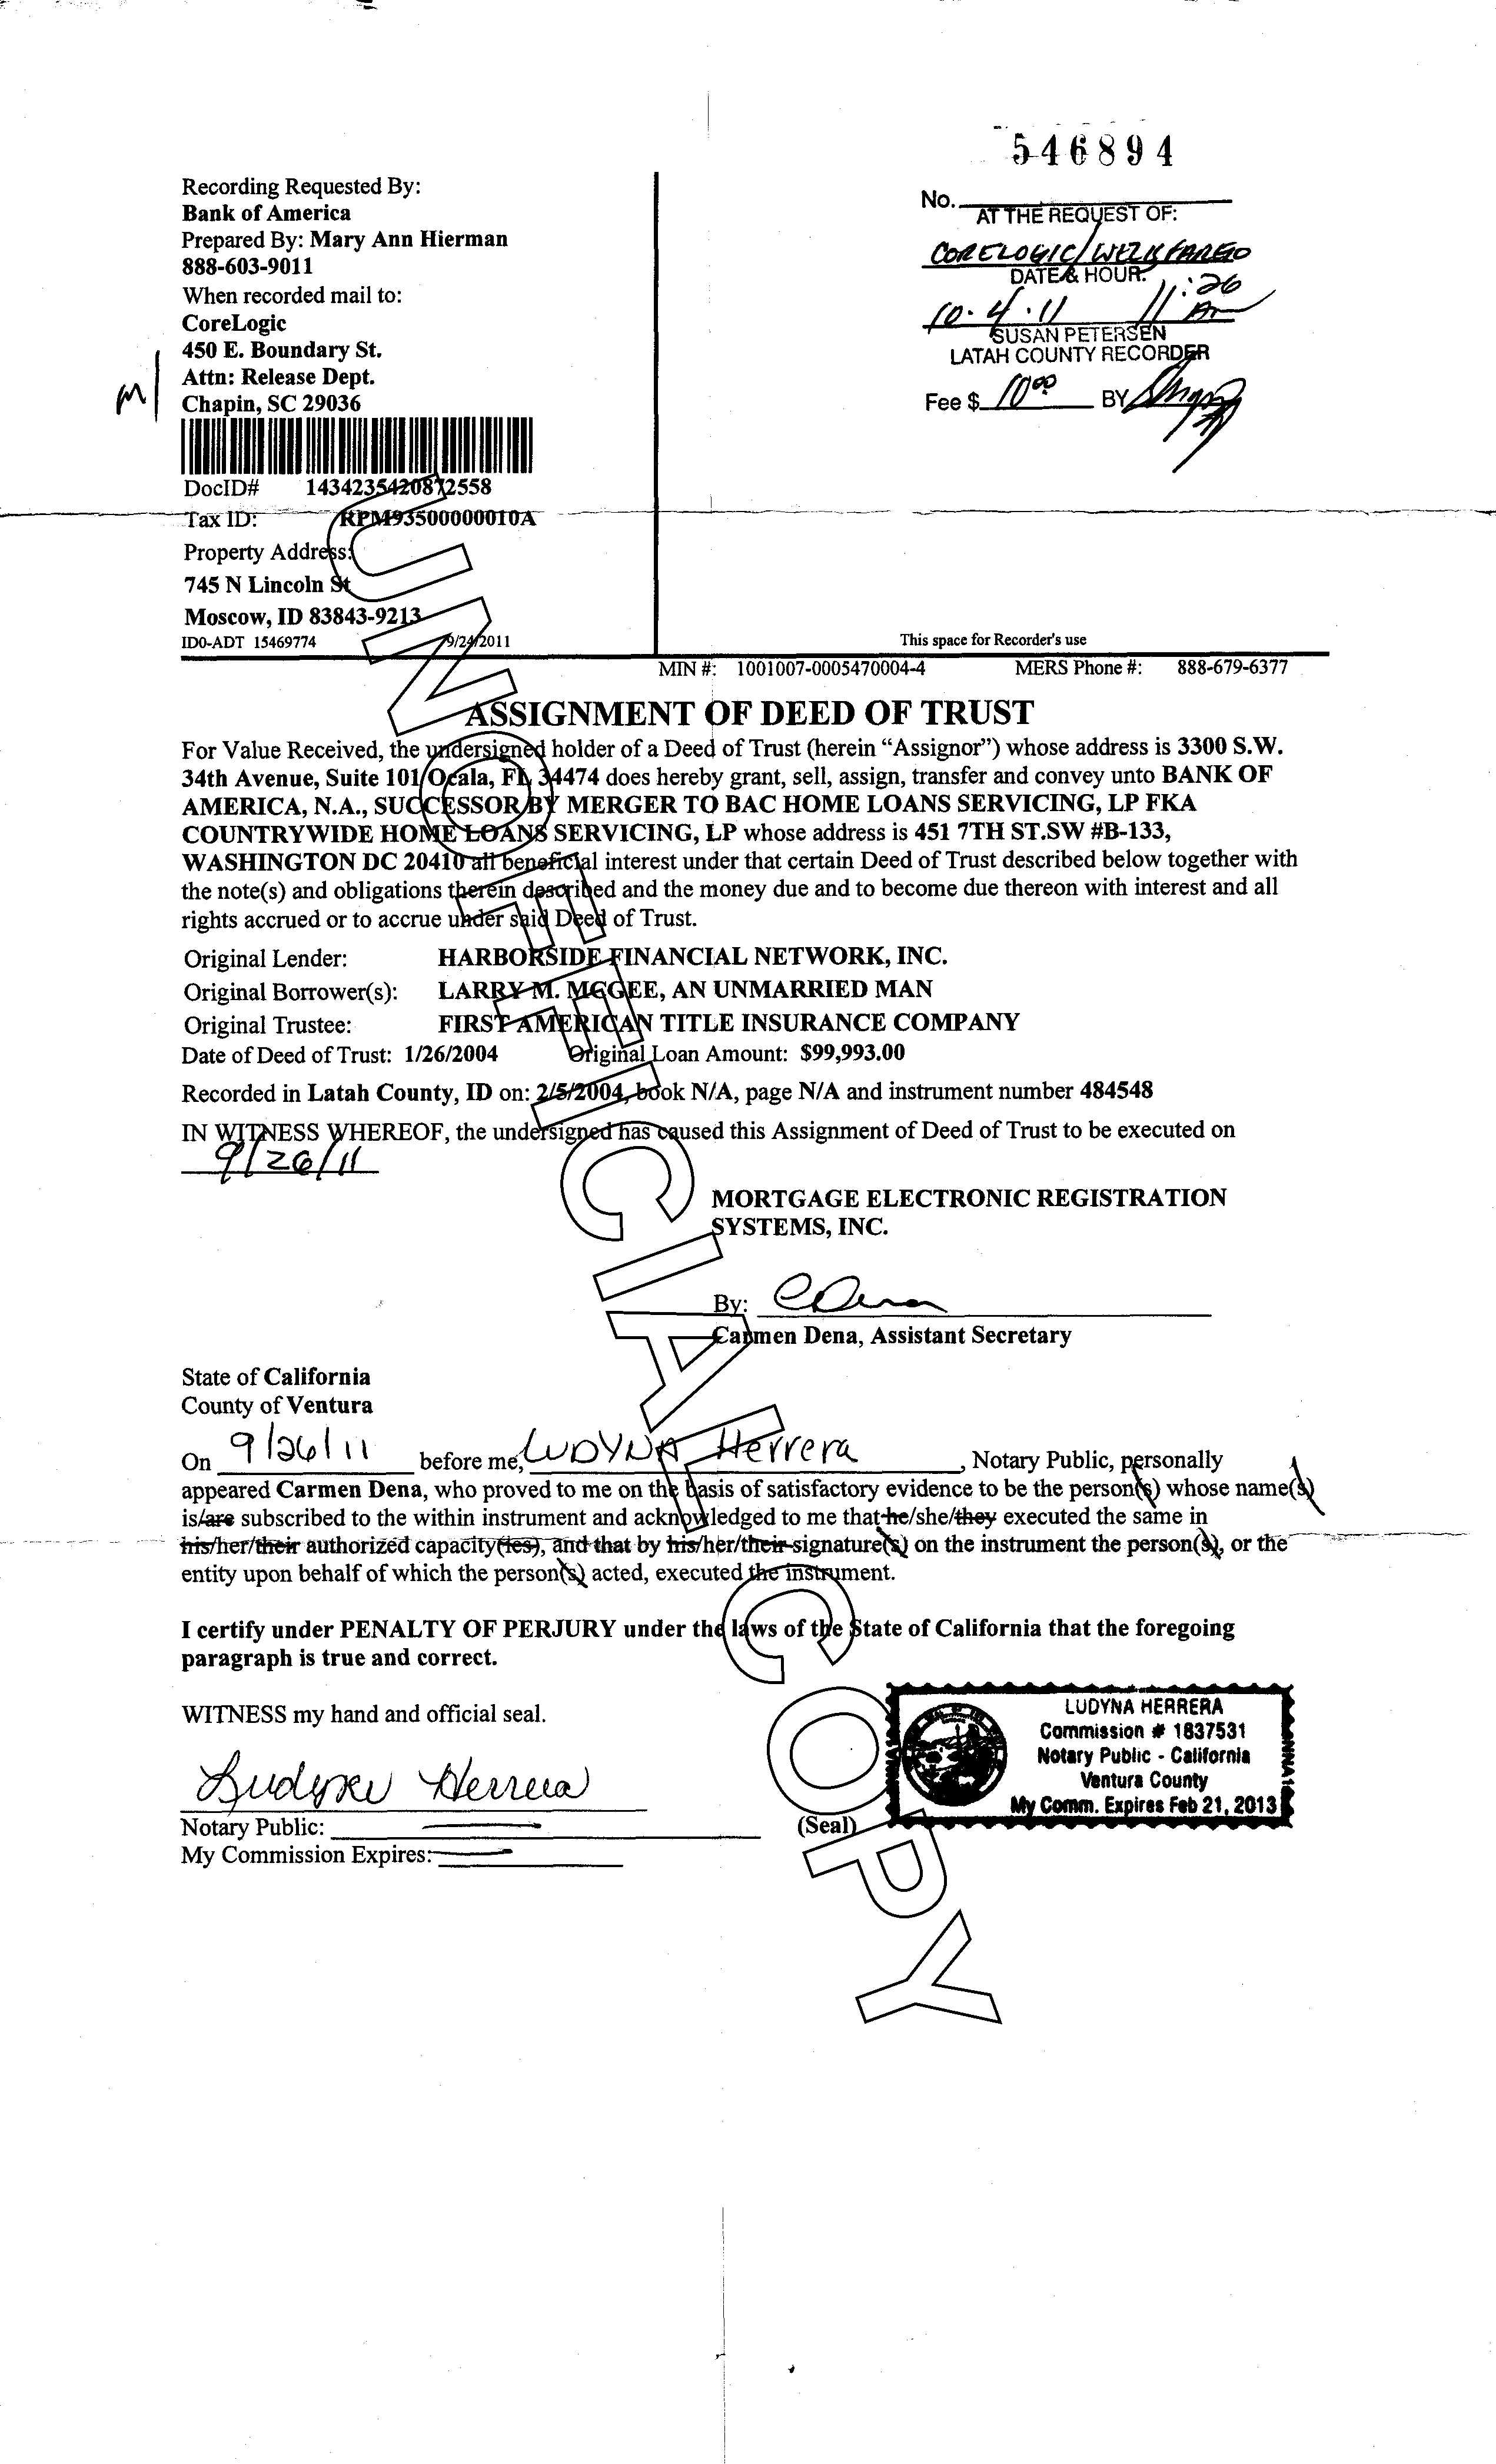 546894
Recording Requested By:
Bank of America
Prepared By: Mary Ann Hierman
888-603-9011
When recorded mail to:
CoreLogic
450 E. Boundary St.
Attn: Release Dept.
Chapin, SC 29036
M
DocID# 1434235420872558
Tax ID: RPM9350000010A
Property Address:
745 N Lincoln St
Moscow, ID 83843-9213
ID0-ADT 15469774 9/24/2011
No.
AT THE REQUEST OF:
CORELOGIC/WELLS FARGO
DATE & HOUR:
10.4.11 11:26 Am
SUSAN PETERSEN
LATAH COUNTY RECORDER
Fee $ 10.00 BY
This space for Recorder's use
MIN #: 1001007-0005470004-4 MERS Phone #: 888-679-6377
ASSIGNMENT OF DEED OF TRUST
For Value Received, the undersigned holder of a Deed of Trust (herein “Assignor”) whose address is 3300 S.W.
34th Avenue, Suite 101 Ocala, FL 34474 does hereby grant, sell, assign, transfer and convey unto BANK OF
AMERICA, N.A., SUCCESSOR BY MERGER TO BAC HOME LOANS SERVICING, LP FKA
COUNTRYWIDE HOME LOANS SERVICING, LP whose address is 451 7TH ST.SW #B-133,
WASHINGTON DC 20410 all beneficial interest under that certain Deed of Trust described below together with
the note(s) and obligations therein described and the money due and to become due thereon with interest and all
rights accrued or to accrue under said Deed of Trust.
Original Lender: HARBORSIDE FINANCIAL NETWORK, INC.
Original Borrower(s): LARRY M. MCGEE, AN UNMARRIED MAN
Original Trustee: FIRST AMERICAN TITLE INSURANCE COMPANY
Date of Deed of Trust: 1/26/2004 Original Loan Amount: $99,993.00
Recorded in Latah County, ID on: 2/5/2004, book N/A, page N/A and instrument number 484548
IN WITNESS WHEREOF, the undersigned has caused this Assignment of Deed of Trust to be executed on
9/26/11
MORTGAGE ELECTRONIC REGISTRATION
SYSTEMS, INC.
By: CDena
Carmen Dena, Assistant Secretary
State of California
County of Ventura
On 9/26/11 before me, LUDYNA Herrera, Notary Public, personally
appeared Carmen Dena, who proved to me on the basis of satisfactory evidence to be the person(s) whose name(s)
is/are subscribed to the within instrument and acknowledged to me that he/she/they executed the same in
his/her/their authorized capacity(ies), and that by his/her/their signature(s) on the instrument the person(s), or the
entity upon behalf of which the person(s) acted, executed the instrument.
I certify under PENALTY OF PERJURY under the laws of the State of California that the foregoing
paragraph is true and correct.
WITNESS my hand and official seal.
Ludyna Herrera
Notary Public:
My Commission Expires:
(Seal)
LUDYNA HERRERA
Commission # 1837531
Notary Public - California
Ventura County
My Comm. Expires Feb 21, 2013
UNOFFICIAL COPY